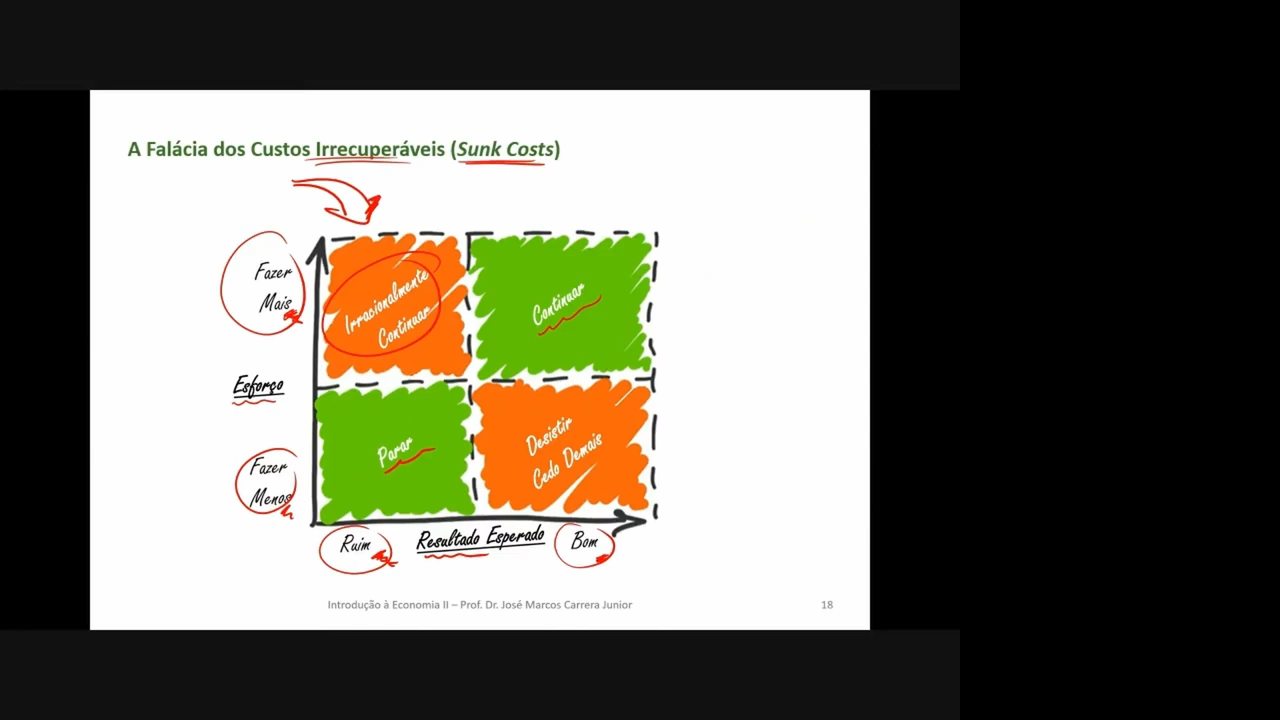 A Falácia dos Custos Irrecuperáveis (Sunk Costs)
Fazer
Mais
Irracionalmente
Continuar
Continuar
Esforço
Fazer
Menos
Parar
Desistir
Cedo Demais
Ruim
Resultado Esperado
Bom
Introdução à Economia II – Prof. Dr. José Marcos Carrera Junior
18